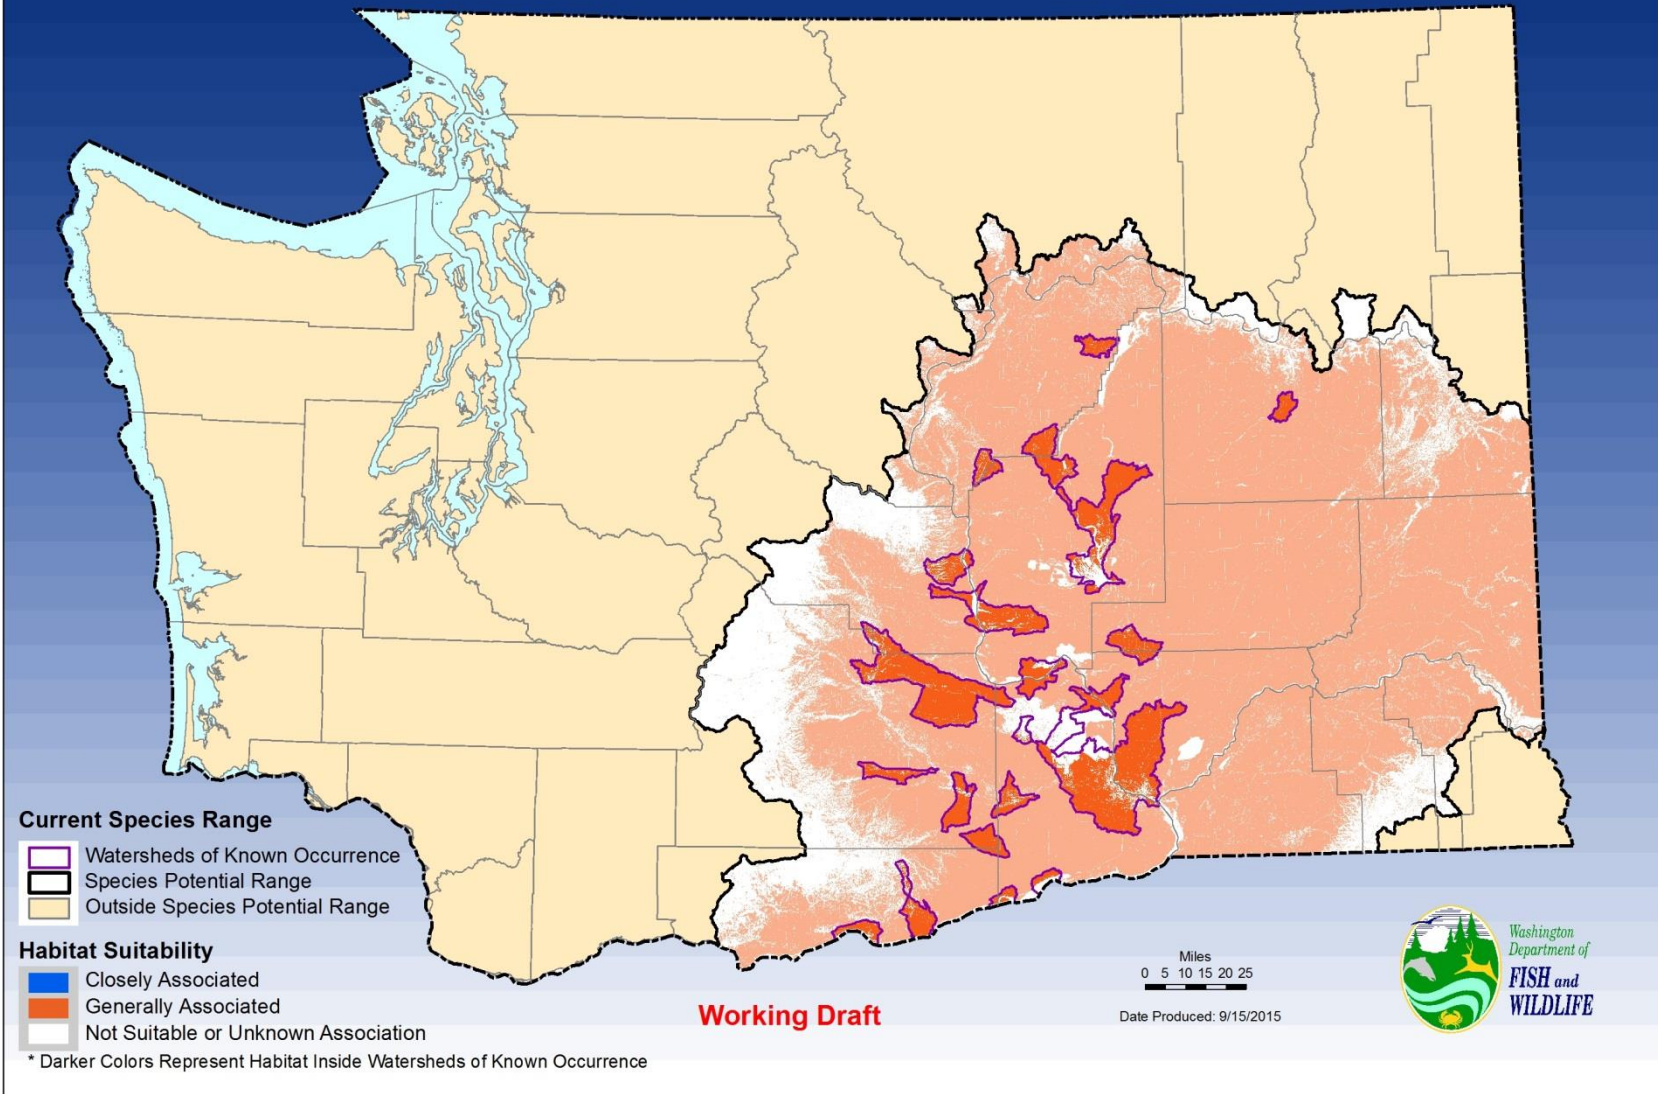 Current Species Range
Watersheds of Known Occurrence
Species Potential Range
Outside Species Potential Range
Habitat Suitability
Closely Associated
Generally Associated
Not Suitable or Unknown Association
* Darker Colors Represent Habitat Inside Watersheds of Known Occurrence
Working Draft
Miles
0 5 10 15 20 25
Date Produced: 9/15/2015
Washington
Department of
FISH and
WILDLIFE